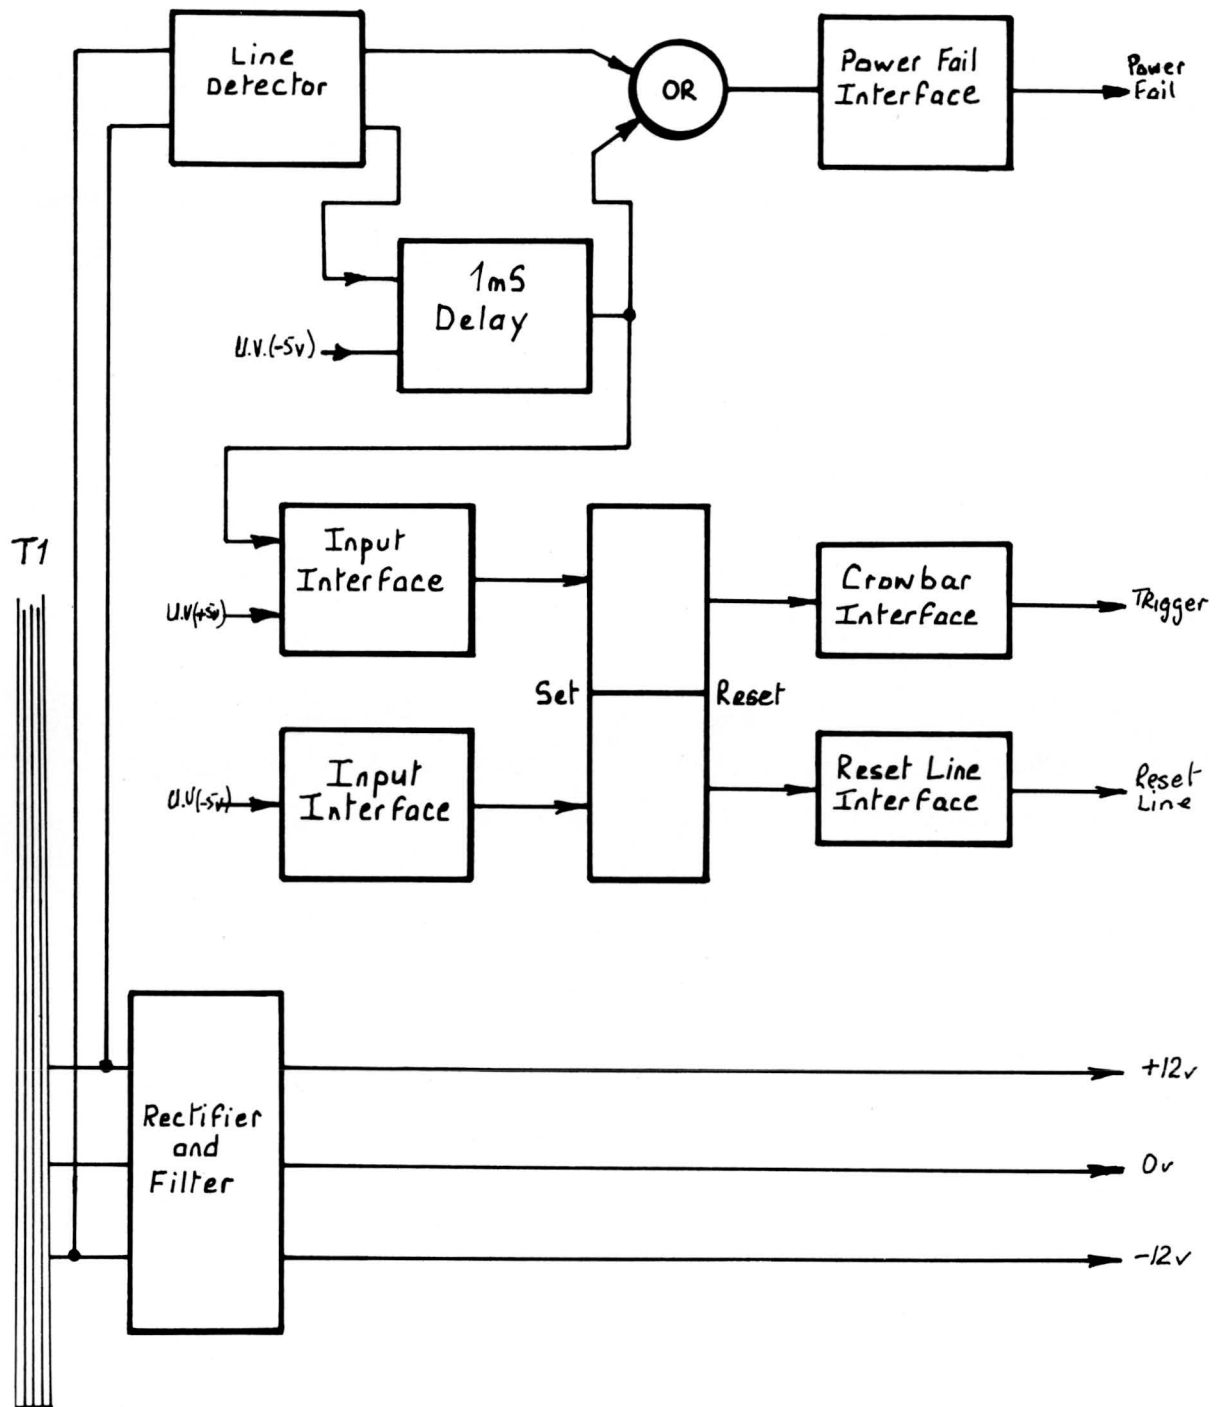 Line
Detector
OR
Power Fail
Interface
Power
Fail
1mS
Delay
U.V.(-5v)
T1
Input
Interface
U.V(+5v)
Crowbar
Interface
Trigger
Set
Reset
Input
Interface
U.V(-5v)
Reset Line
Interface
Reset
Line
Rectifier
and
Filter
+12v
0v
-12v